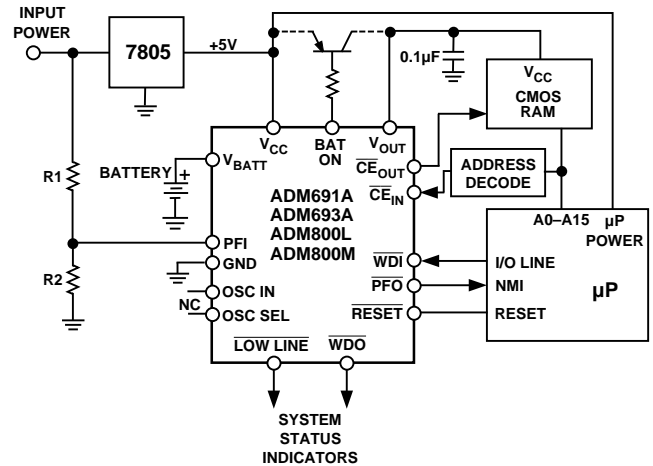 INPUT
POWER
7805
+5V
0.1µF
VCC
CMOS
RAM
R1
BATTERY
+
VBATT
VCC
BAT
ON
VOUT
CEOUT
CEIN
ADDRESS
DECODE
ADM691A
ADM693A
ADM800L
ADM800M
A0–A15
µP
POWER
PFI
GND
WDI
I/O LINE
R2
NC
OSC IN
OSC SEL
PFO
NMI
µP
RESET
RESET
LOW LINE
WDO
SYSTEM
STATUS
INDICATORS